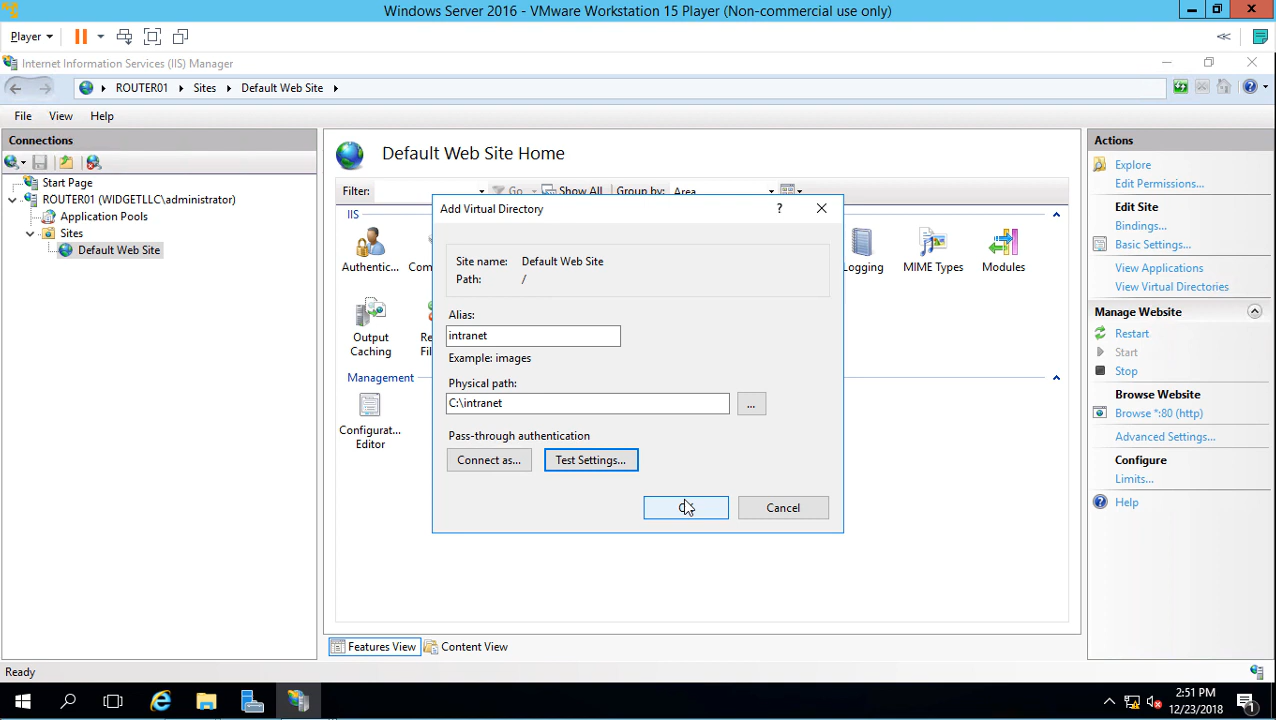 Windows Server 2016 - VMware Workstation 15 Player (Non-commercial use only)
Player
Internet Information Services (IIS) Manager
ROUTER01 Sites Default Web Site
File View Help
Connections
Start Page
ROUTER01 (WIDGETLLC\administrator)
Application Pools
Sites
Default Web Site
Default Web Site Home
Filter: Go Show All Group by: Area
IIS
Authentic...
Logging
MIME Types
Modules
Output
Caching
Management
Configurat...
Editor
Add Virtual Directory
?
Site name: Default Web Site
Path: /
Alias:
intranet
Example: images
Physical path:
C:\intranet
...
Pass-through authentication
Connect as...
Test Settings...
Cancel
Features View
Content View
Actions
Explore
Edit Permissions...
Edit Site
Bindings...
Basic Settings...
View Applications
View Virtual Directories
Manage Website
Restart
Start
Stop
Browse Website
Browse *:80 (http)
Advanced Settings...
Configure
Limits...
Help
Ready
2:51 PM
12/23/2018
1